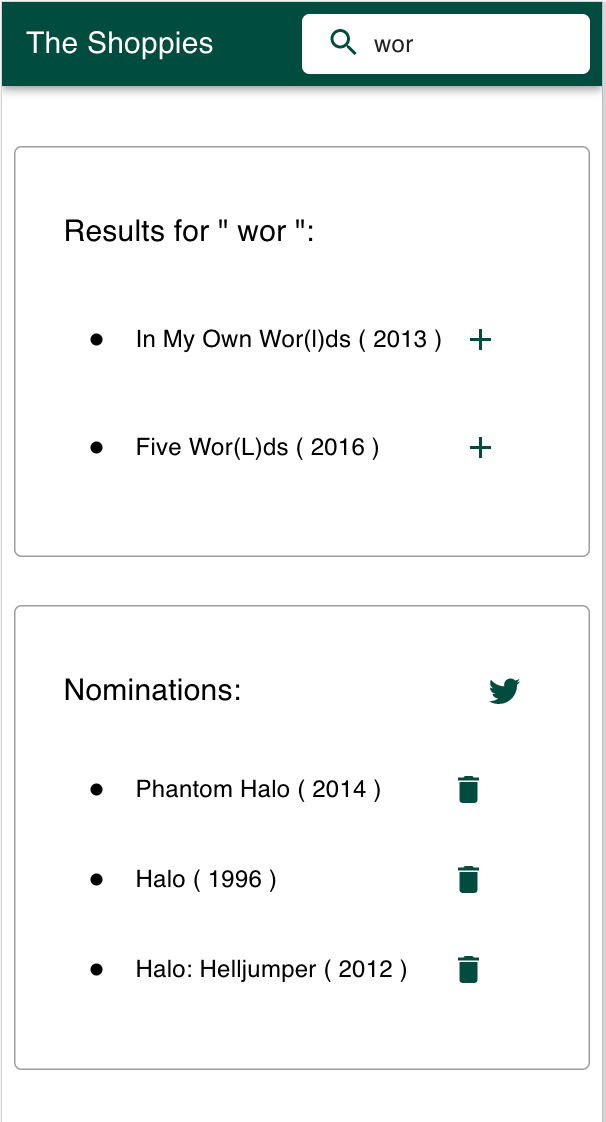 The Shoppies
wor
Results for " wor ":
In My Own Wor(l)ds ( 2013 )
Five Wor(L)ds ( 2016 )
Nominations:
Phantom Halo ( 2014 )
Halo ( 1996 )
Halo: Helljumper ( 2012 )